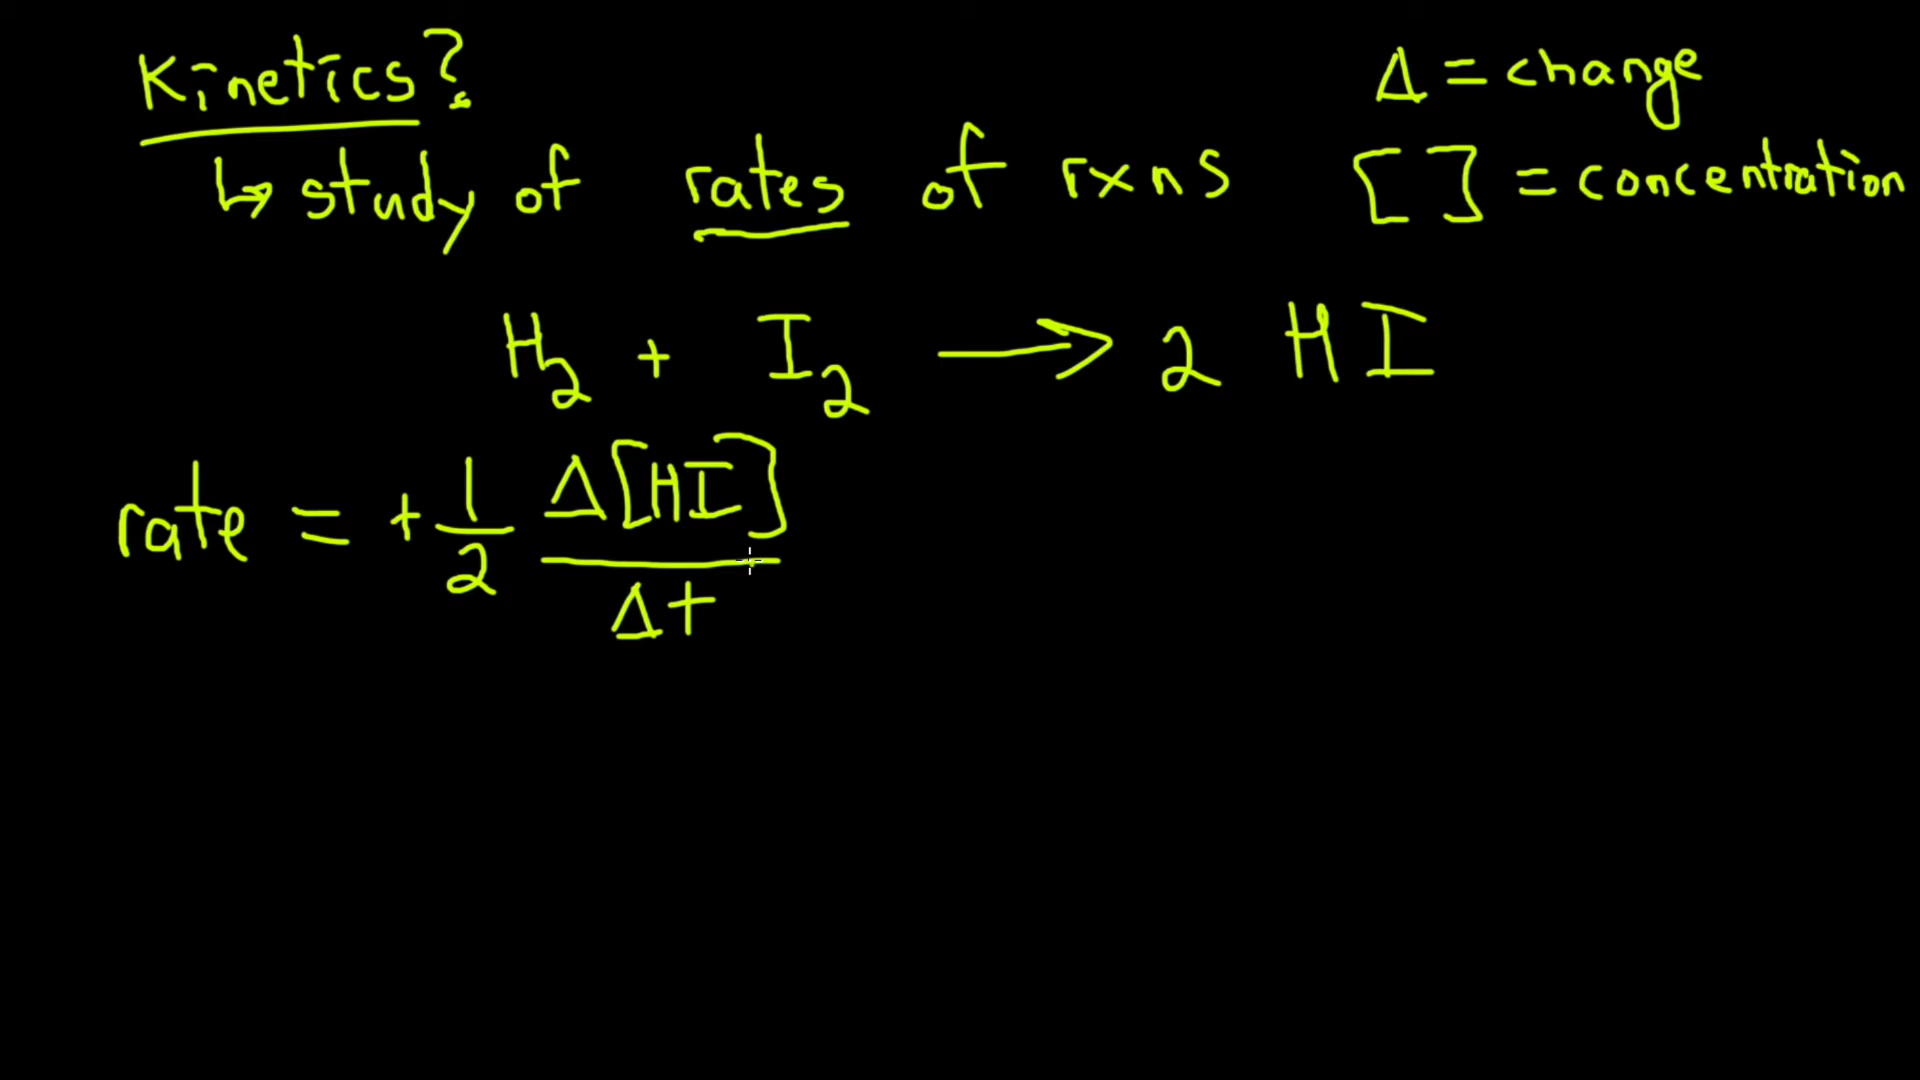 Kinetics?
↳ study of rates of rxns
Δ = change
[ ] = concentration
H₂ + I₂ → 2 HI
rate = + 1/2 Δ[HI]/Δt